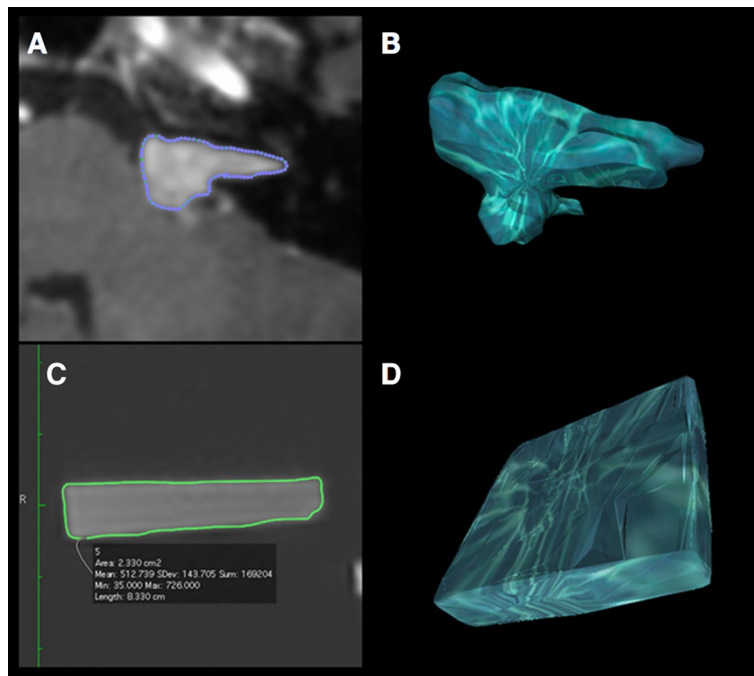 A
B
C
D
R
5
Area: 2.330 cm2
Mean: 512.739 SDev: 143.705 Sum: 169204
Min: 35.000 Max: 726.000
Length: 8.330 cm